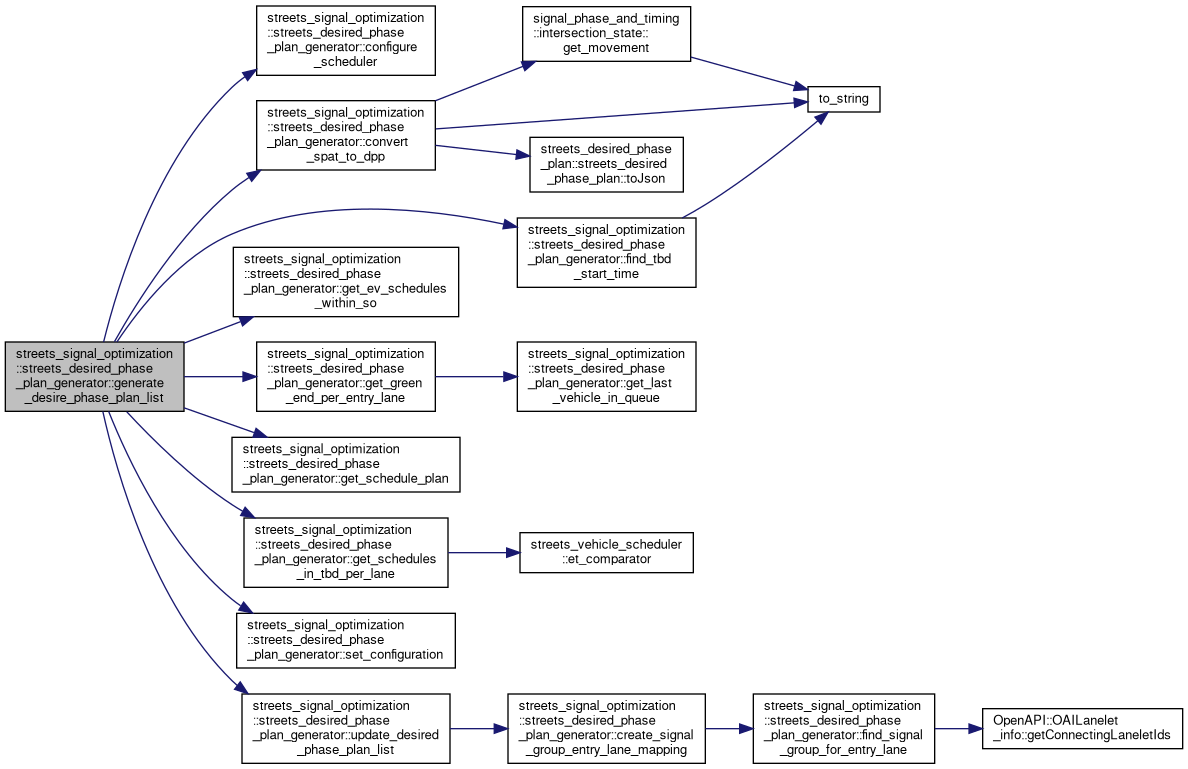 streets_signal_optimization
::streets_desired_phase
_plan_generator::generate
_desire_phase_plan_list
streets_signal_optimization
::streets_desired_phase
_plan_generator::configure
_scheduler
streets_signal_optimization
::streets_desired_phase
_plan_generator::convert
_spat_to_dpp
signal_phase_and_timing
::intersection_state::
get_movement
to_string
streets_desired_phase
_plan::streets_desired
_phase_plan::toJson
streets_signal_optimization
::streets_desired_phase
_plan_generator::find_tbd
_start_time
streets_signal_optimization
::streets_desired_phase
_plan_generator::get_ev_schedules
_within_so
streets_signal_optimization
::streets_desired_phase
_plan_generator::get_green
_end_per_entry_lane
streets_signal_optimization
::streets_desired_phase
_plan_generator::get_last
_vehicle_in_queue
streets_signal_optimization
::streets_desired_phase
_plan_generator::get_schedule_plan
streets_signal_optimization
::streets_desired_phase
_plan_generator::get_schedules
_in_tbd_per_lane
streets_vehicle_scheduler
::et_comparator
streets_signal_optimization
::streets_desired_phase
_plan_generator::set_configuration
streets_signal_optimization
::streets_desired_phase
_plan_generator::update_desired
_phase_plan_list
streets_signal_optimization
::streets_desired_phase
_plan_generator::create_signal
_group_entry_lane_mapping
streets_signal_optimization
::streets_desired_phase
_plan_generator::find_signal
_group_for_entry_lane
OpenAPI::OAILanelet
_info::getConnectingLaneletIds